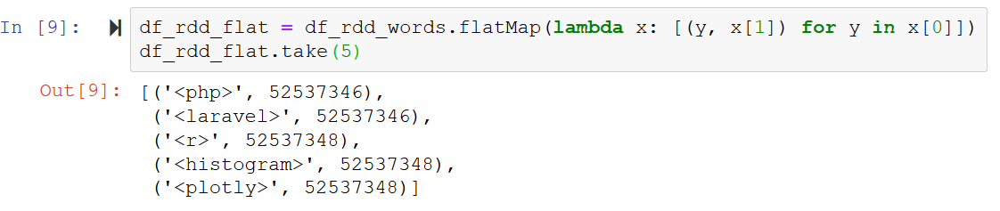 In [9]: df_rdd_flat = df_rdd_words.flatMap(lambda x: [(y, x[1]) for y in x[0]])
df_rdd_flat.take(5)
Out[9]: [('<php>', 52537346),
('<laravel>', 52537346),
('<r>', 52537348),
('<histogram>', 52537348),
('<plotly>', 52537348)]